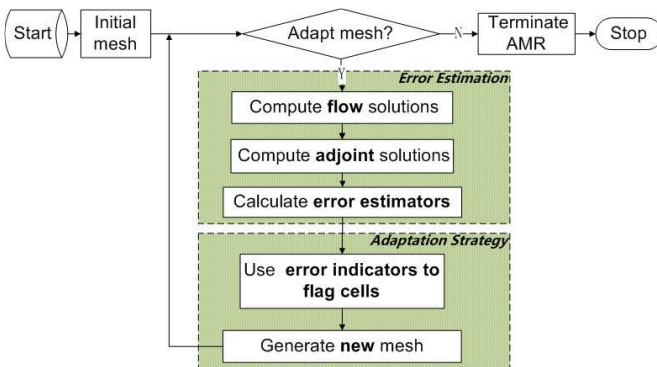 Start
Initial
mesh
Adapt mesh?
N
Terminate
AMR
Stop
Y
Error Estimation
Compute flow solutions
Compute adjoint solutions
Calculate error estimators
Adaptation Strategy
Use error indicators to
flag cells
Generate new mesh